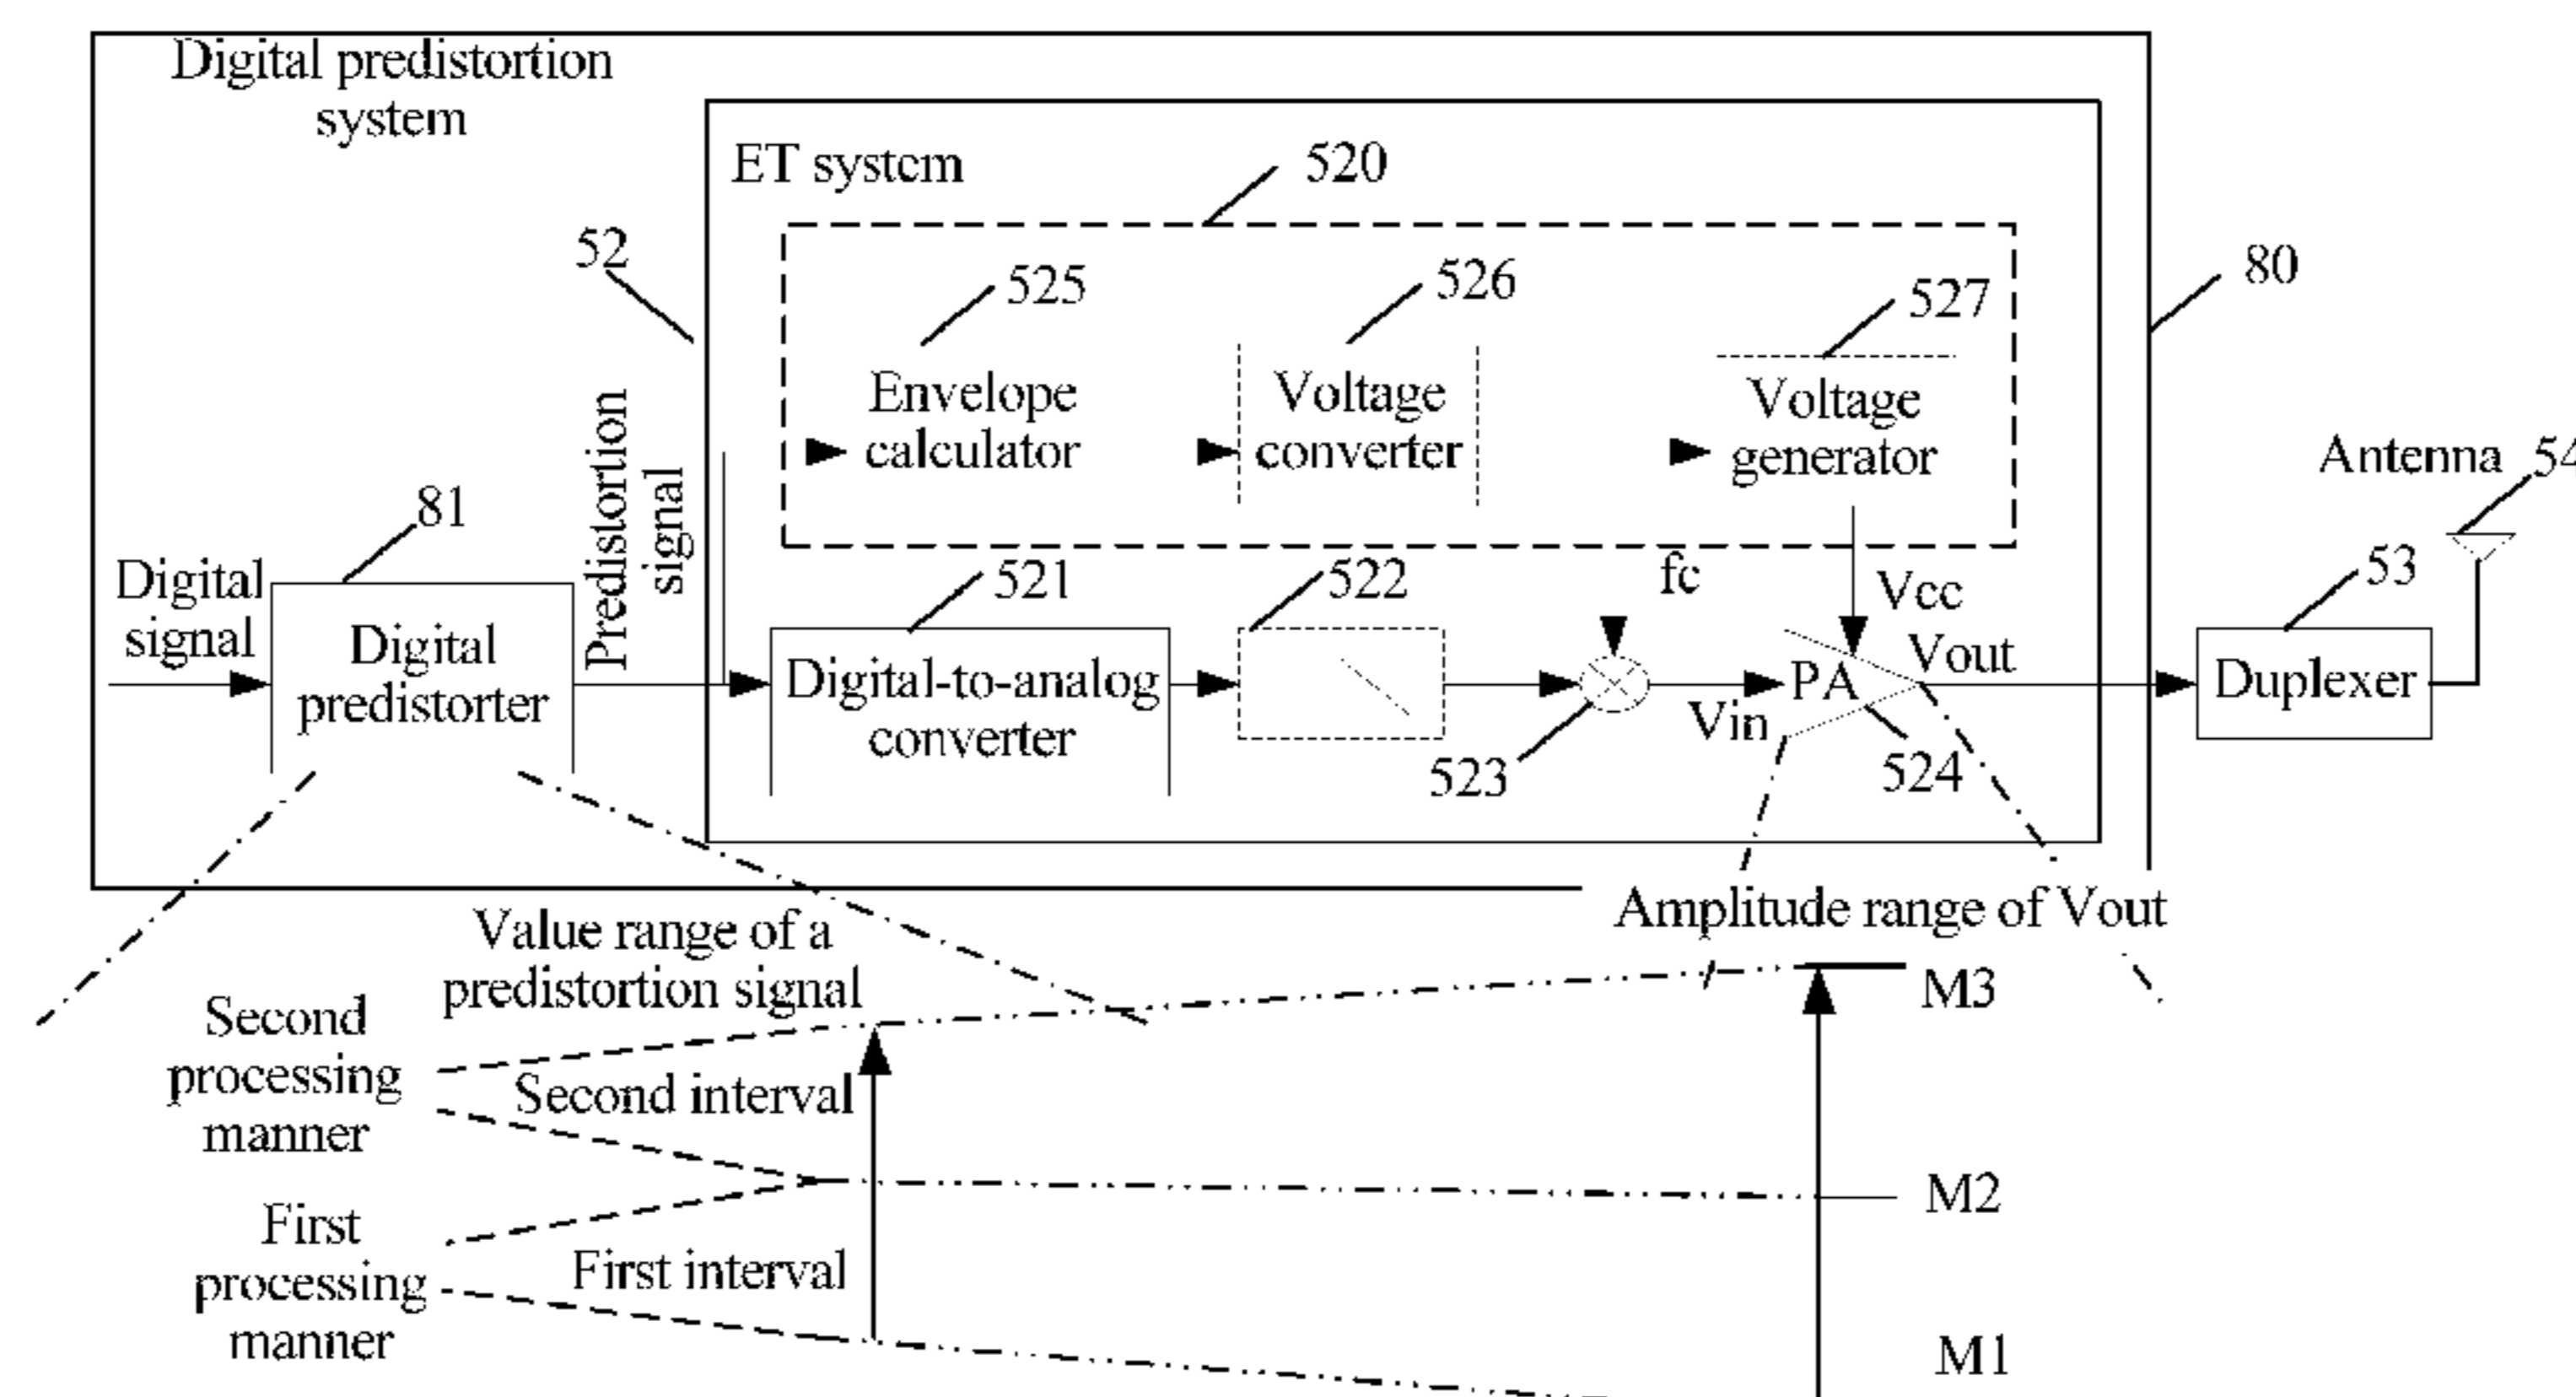 Digital predistortion
system
ET system
520
52
525
526
527
80
Envelope
calculator
Voltage
converter
Voltage
generator
Antenna
54
81
Predistortion
signal
Digital
signal
Digital
predistorter
521
522
fc
Vcc
53
Digital-to-analog
converter
523
Vin
PA
Vout
524
Duplexer
Value range of a
predistortion signal
Amplitude range of Vout
M3
Second
processing
manner
Second interval
M2
First
processing
manner
First interval
M1